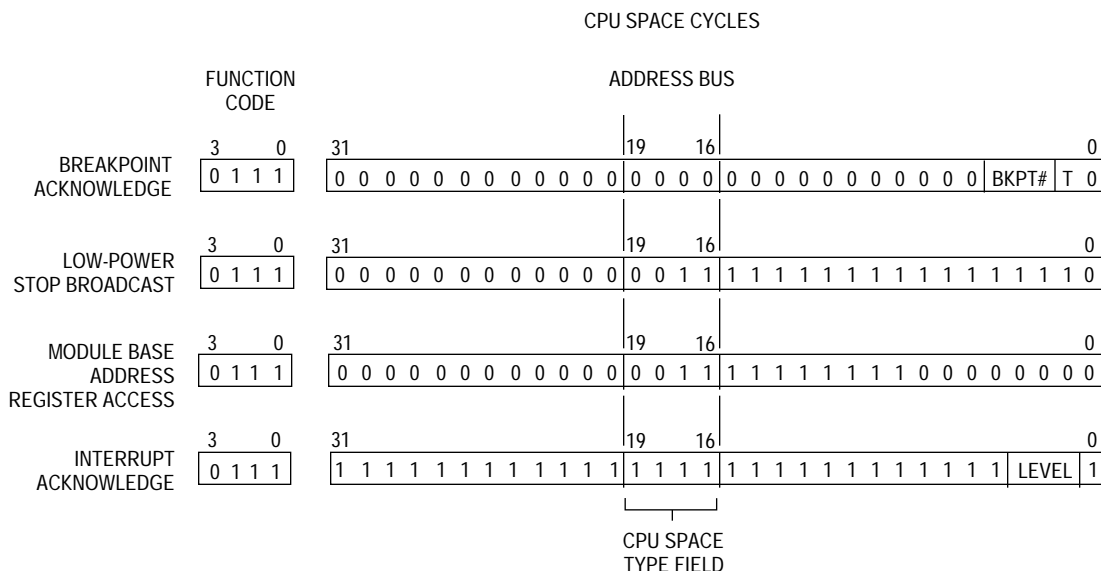 CPU SPACE CYCLES
FUNCTION CODE
ADDRESS BUS
BREAKPOINT ACKNOWLEDGE
3 0
0 1 1 1
31 19 16 0
0 0 0 0 0 0 0 0 0 0 0 0 0 0 0 0 0 0 0 0 0 0 0 0 0 0 0 BKPT# T 0
LOW-POWER STOP BROADCAST
3 0
0 1 1 1
31 19 16 0
0 0 0 0 0 0 0 0 0 0 0 0 0 0 1 1 1 1 1 1 1 1 1 1 1 1 1 1 1 1 1 0
MODULE BASE ADDRESS REGISTER ACCESS
3 0
0 1 1 1
31 19 16 0
0 0 0 0 0 0 0 0 0 0 0 0 0 0 1 1 1 1 1 1 1 1 1 1 0 0 0 0 0 0 0 0
INTERRUPT ACKNOWLEDGE
3 0
0 1 1 1
31 19 16 0
1 1 1 1 1 1 1 1 1 1 1 1 1 1 1 1 1 1 1 1 1 1 1 1 1 1 1 1 LEVEL 1
CPU SPACE TYPE FIELD